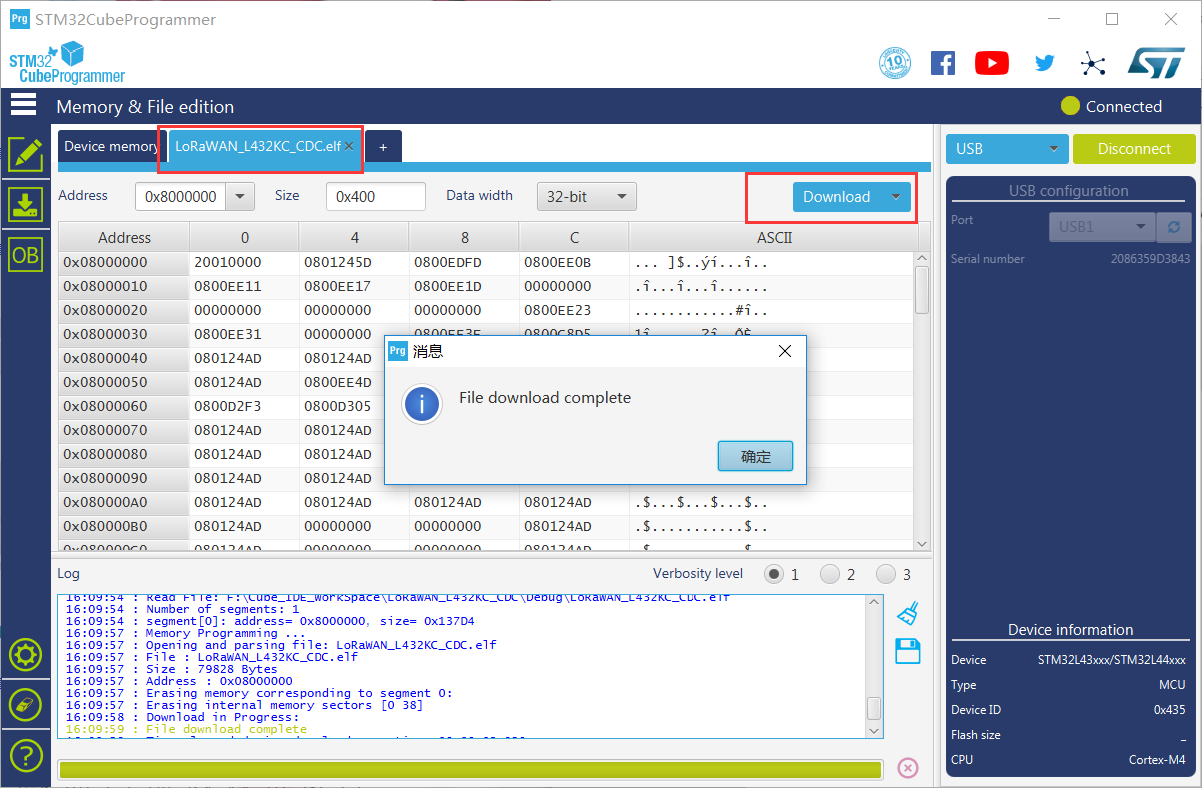 Prg STM32CubeProgrammer
STM32
CubeProgrammer
10
Memory & File edition
Connected
Device memory
LoRaWAN_L432KC_CDC.elf
+
USB
Disconnect
Address 0x8000000 Size 0x400 Data width 32-bit Download
USB configuration
Port USB1
Serial number 2086359D3843
Address 0 4 8 C ASCII
0x08000000 20010000 0801245D 0800EDFD 0800EE0B ... ]$..ýí...î..
0x08000010 0800EE11 0800EE17 0800EE1D 00000000 .î...î...î......
0x08000020 00000000 00000000 00000000 0800EE23 ............#î..
0x08000030 0800EE31 00000000
0x08000040 080124AD 080124AD
0x08000050 080124AD 0800EE4D
0x08000060 0800D2F3 0800D305
0x08000070 080124AD 080124AD
0x08000080 080124AD 080124AD
0x08000090 080124AD 080124AD
0x080000A0 080124AD 080124AD 080124AD 080124AD .$...$...$...$..
0x080000B0 080124AD 00000000 00000000 080124AD .$...........$..
Prg 消息
File download complete
确定
Log
Verbosity level 1 2 3
16:09:54 : Read File: F:\Cube_IDE_WorkSpace\LoRaWAN_L432KC_CDC\Debug\LoRaWAN_L432KC_CDC.elf
16:09:54 : Number of segments: 1
16:09:54 : segment[0]: address= 0x8000000, size= 0x137D4
16:09:57 : Memory Programming ...
16:09:57 : Opening and parsing file: LoRaWAN_L432KC_CDC.elf
16:09:57 : File : LoRaWAN_L432KC_CDC.elf
16:09:57 : Size : 79828 Bytes
16:09:57 : Address : 0x08000000
16:09:57 : Erasing memory corresponding to segment 0:
16:09:57 : Erasing internal memory sectors [0 38]
16:09:58 : Download in Progress:
16:09:59 : File download complete
Device information
Device STM32L43xxx/STM32L44xxx
Type MCU
Device ID 0x435
Flash size _
CPU Cortex-M4
OB
?